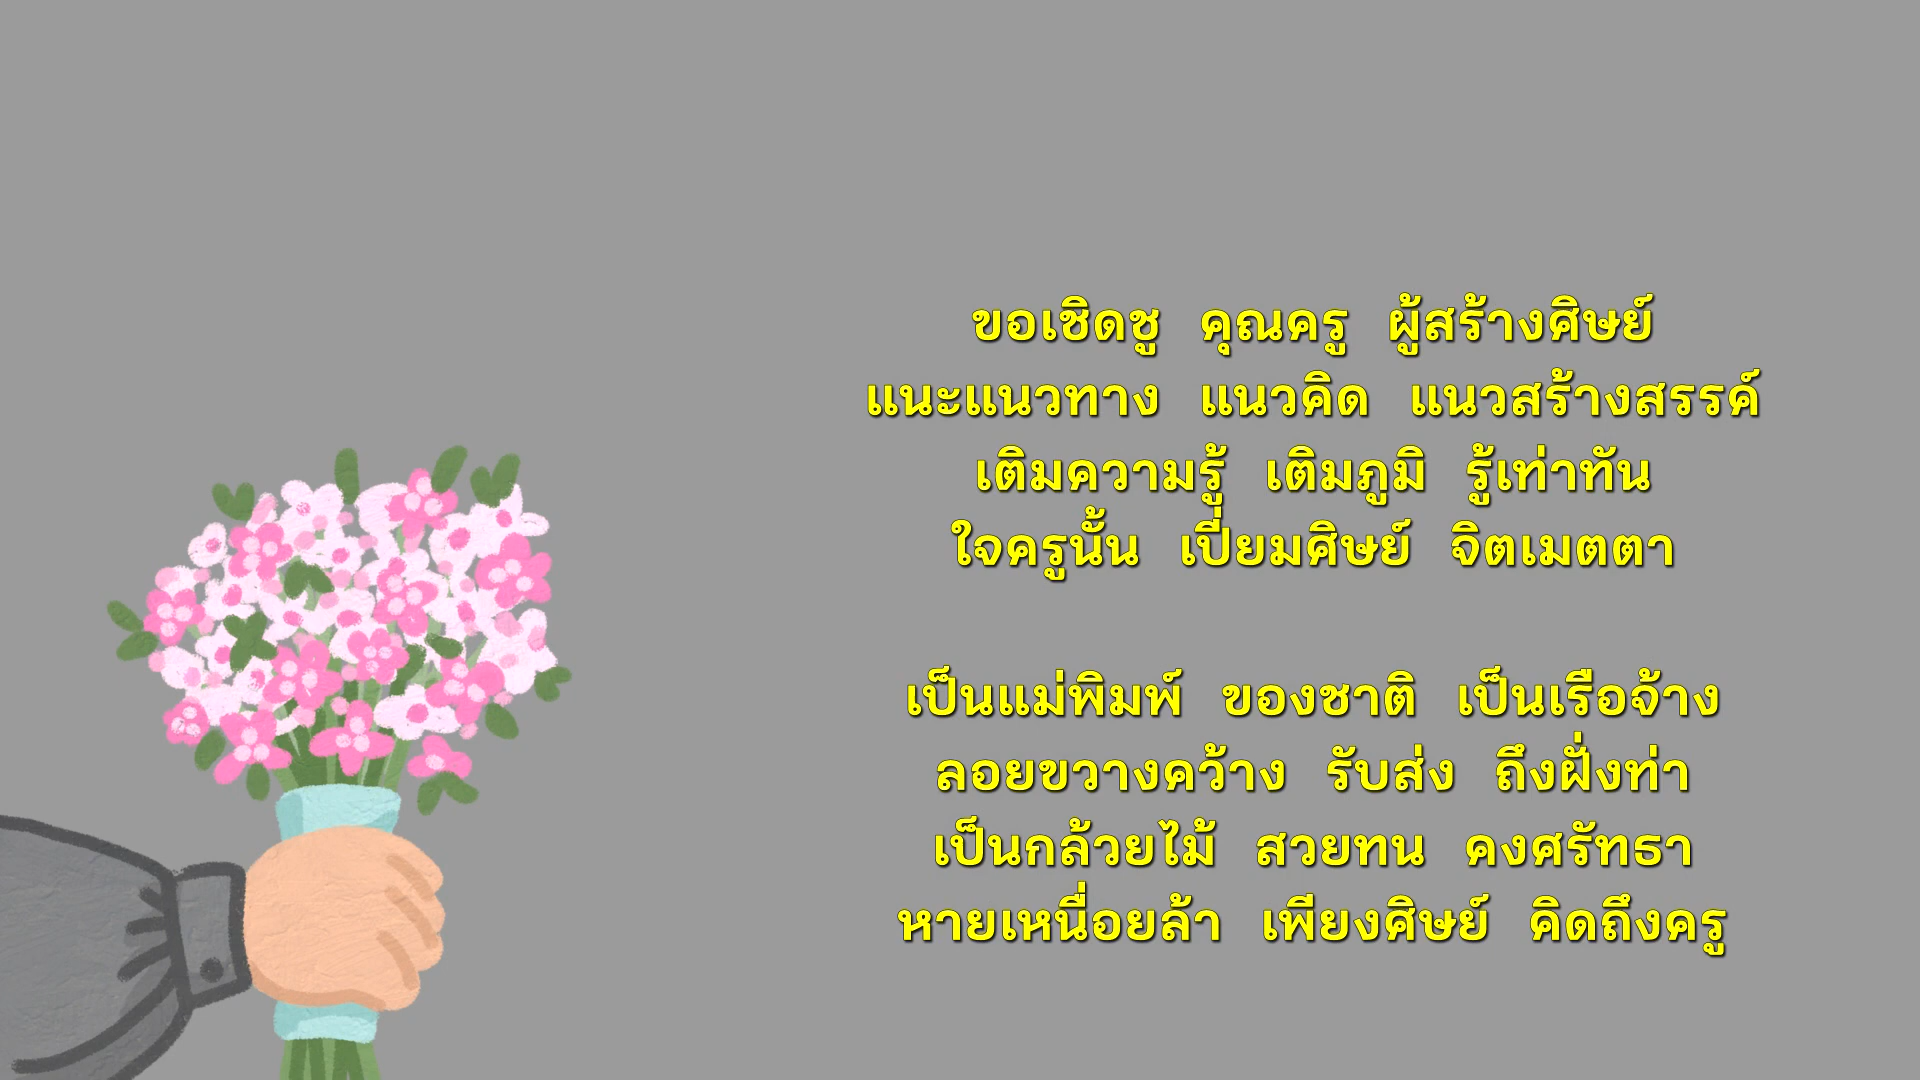 ขอเชิดชู คุณครู ผู้สร้างศิษย์
แนะแนวทาง แนวคิด แนวสร้างสรรค์
เติมความรู้ เติมภูมิ รู้เท่าทัน
ใจครูนั้น เปี่ยมศิษย์ จิตเมตตา
เป็นแม่พิมพ์ ของชาติ เป็นเรือจ้าง
ลอยขวางคว้าง รับส่ง ถึงฝั่งท่า
เป็นกล้วยไม้ สวยทน คงศรัทธา
หายเหนื่อยล้า เพียงศิษย์ คิดถึงครู